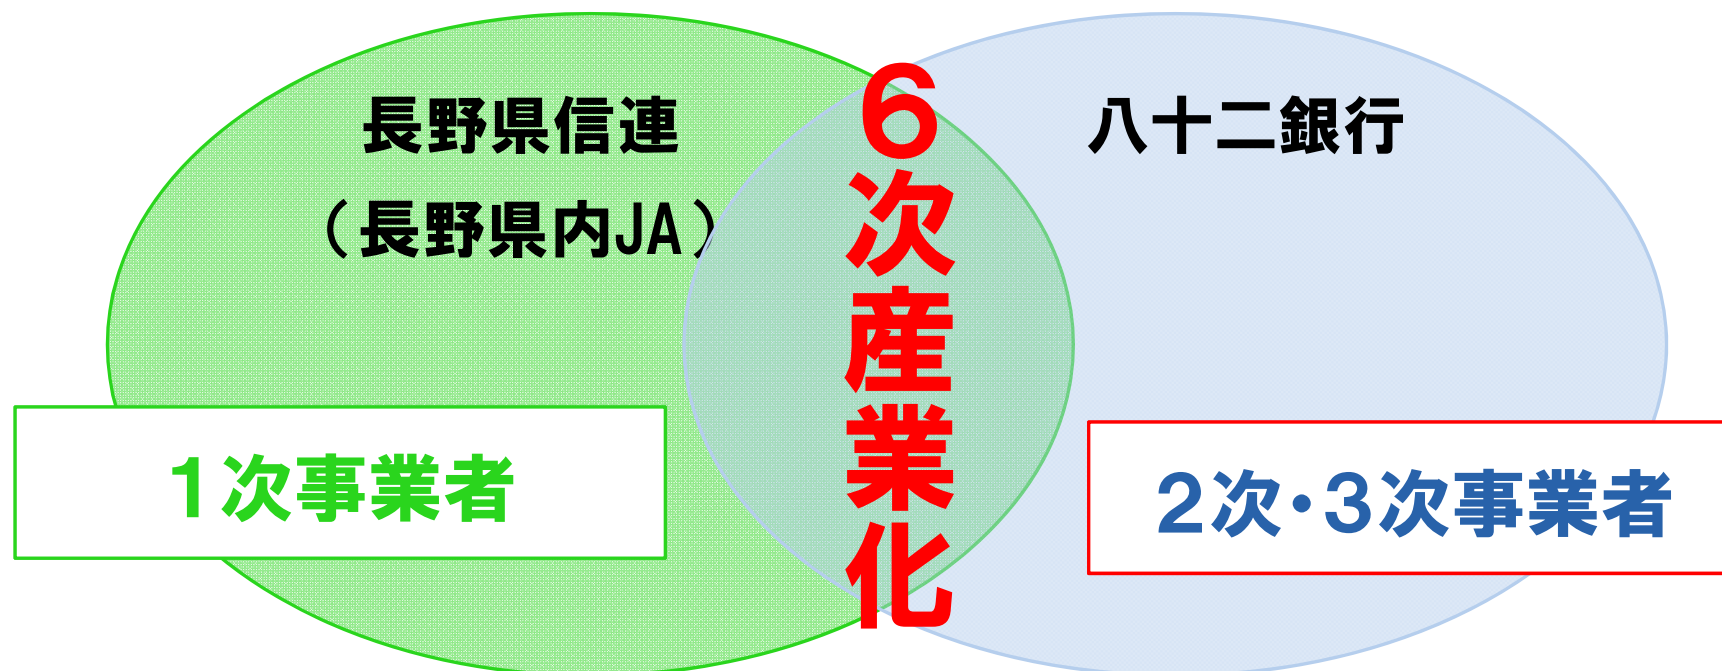 長野県信連
（長野県内JA）
６次産業化
八十二銀行
１次事業者
２次・３次事業者